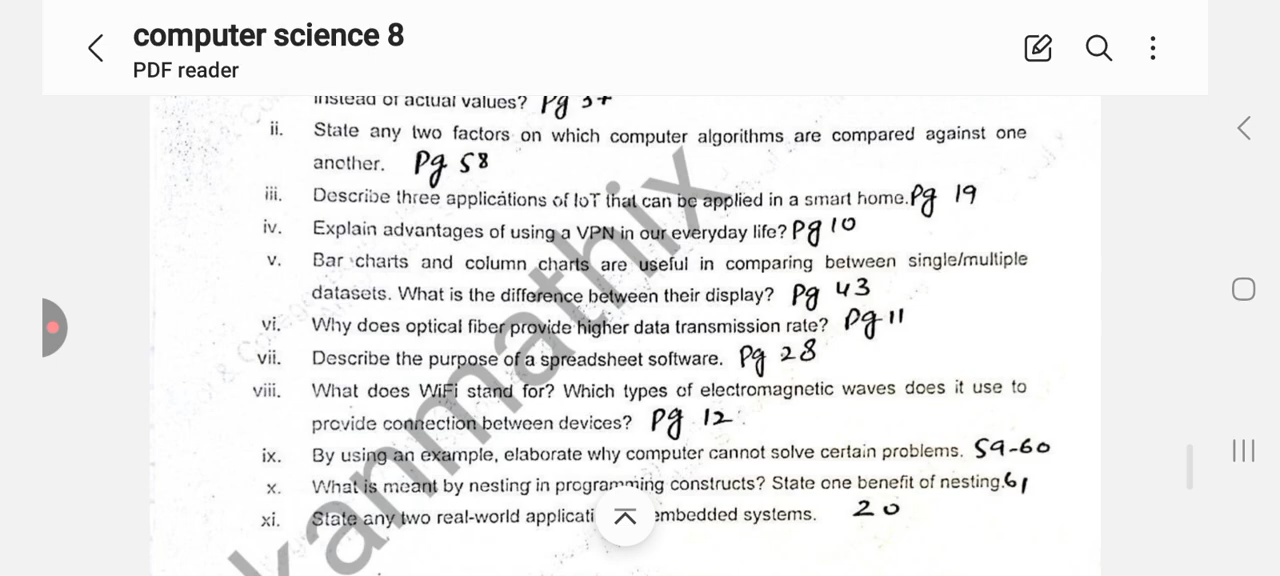 computer science 8
PDF reader
instead of actual values? Pg 37
ii. State any two factors on which computer algorithms are compared against one
another. Pg 58
iii. Describe three applications of IoT that can be applied in a smart home. Pg 19
iv. Explain advantages of using a VPN in our everyday life? Pg 10
v. Bar charts and column charts are useful in comparing between single/multiple
datasets. What is the difference between their display? Pg 43
vi. Why does optical fiber provide higher data transmission rate? Pg 11
vii. Describe the purpose of a spreadsheet software. Pg 28
viii. What does WiFi stand for? Which types of electromagnetic waves does it use to
provide connection between devices? Pg 12
ix. By using an example, elaborate why computer cannot solve certain problems. 59-60
x. What is meant by nesting in programming constructs? State one benefit of nesting. 61
xi. State any two real-world applicati embedded systems. 20
kanmathix